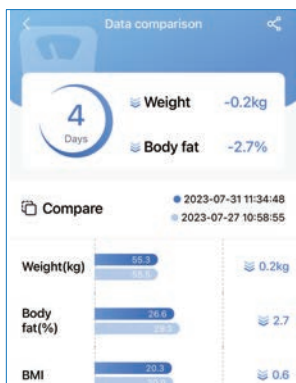 Data comparison
4
Days
Weight -0.2kg
Body fat -2.7%
Compare
2023-07-31 11:34:48
2023-07-27 10:58:55
Weight(kg)
55.3
55.5
0.2kg
Body
fat(%)
26.6
29.3
2.7
BMI
20.3
0.6